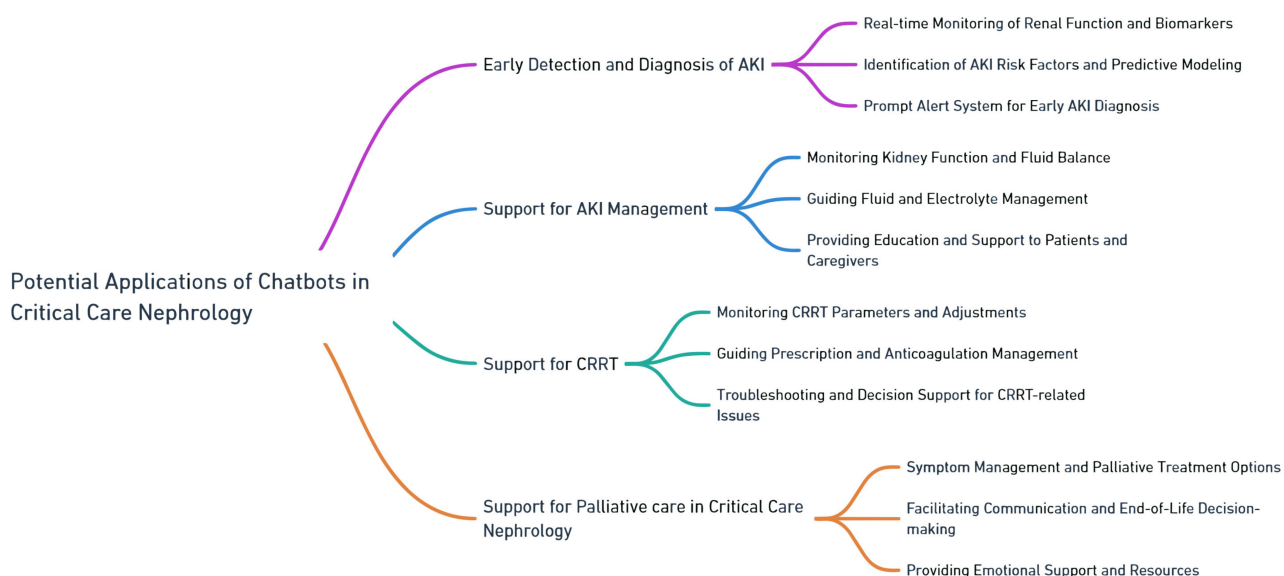 Potential Applications of Chatbots in
Critical Care Nephrology
Early Detection and Diagnosis of AKI
Real-time Monitoring of Renal Function and Biomarkers
Identification of AKI Risk Factors and Predictive Modeling
Prompt Alert System for Early AKI Diagnosis
Support for AKI Management
Monitoring Kidney Function and Fluid Balance
Guiding Fluid and Electrolyte Management
Providing Education and Support to Patients and
Caregivers
Support for CRRT
Monitoring CRRT Parameters and Adjustments
Guiding Prescription and Anticoagulation Management
Troubleshooting and Decision Support for CRRT-related
Issues
Support for Palliative care in Critical Care
Nephrology
Symptom Management and Palliative Treatment Options
Facilitating Communication and End-of-Life Decision-
making
Providing Emotional Support and Resources